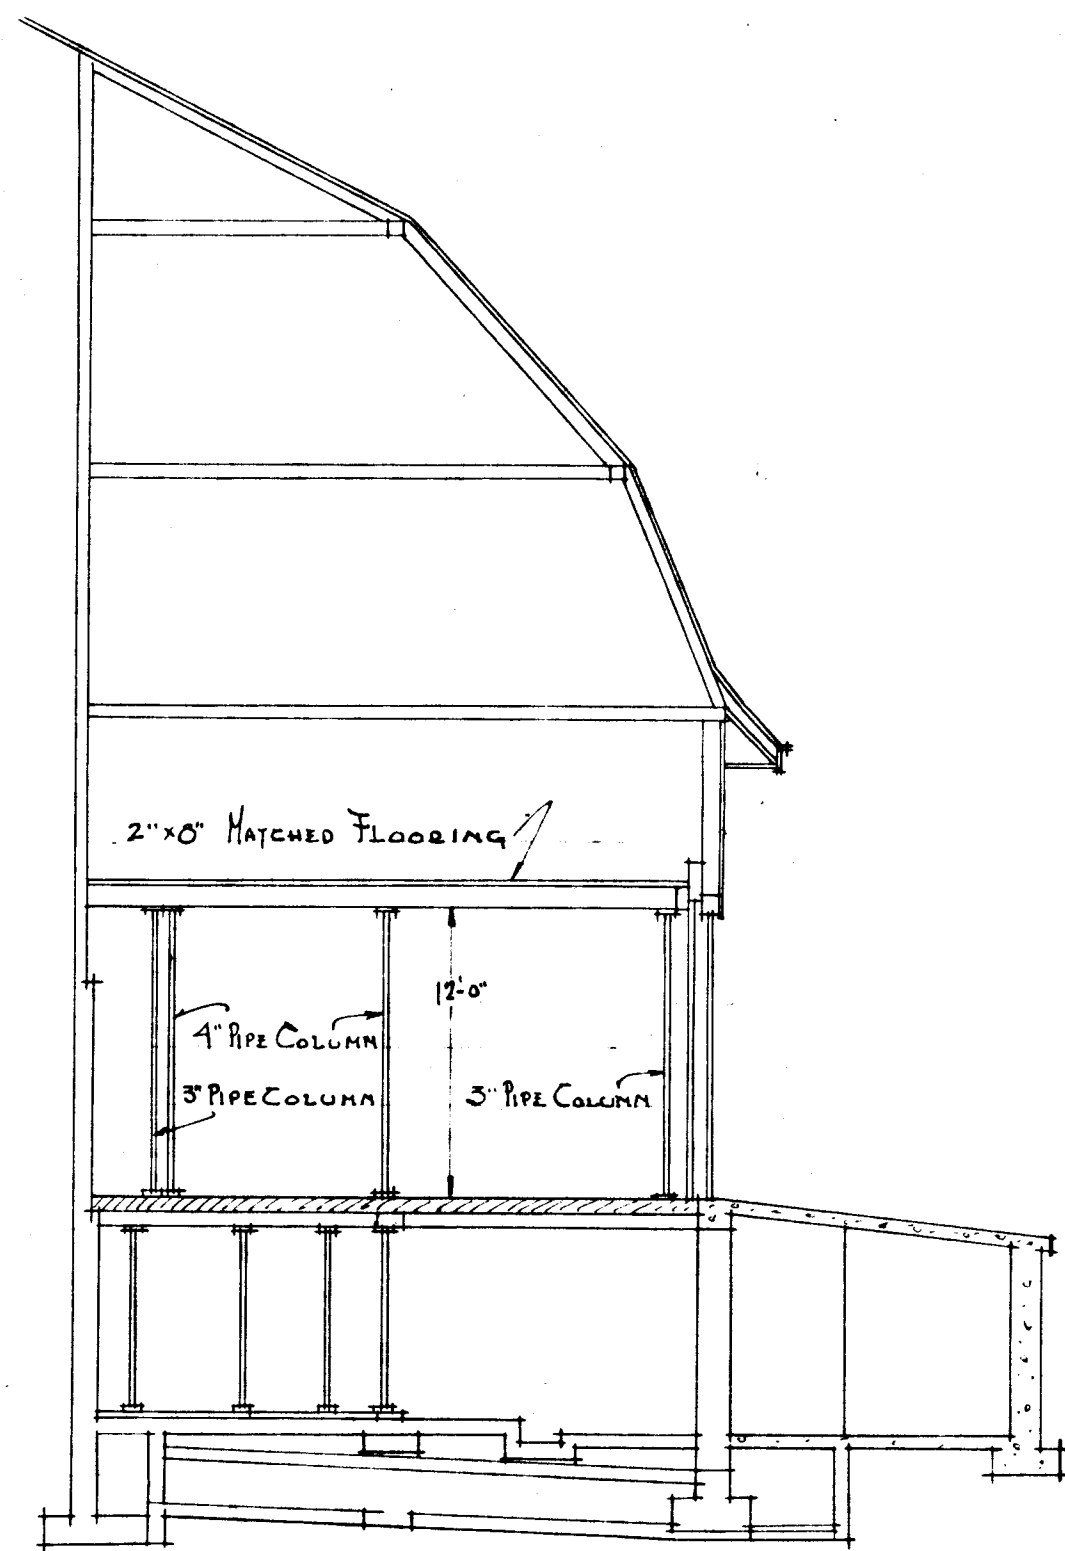 2"x8" MATCHED FLOORING
12'-0"
4" PIPE COLUMN
3" PIPE COLUMN
3" PIPE COLUMN